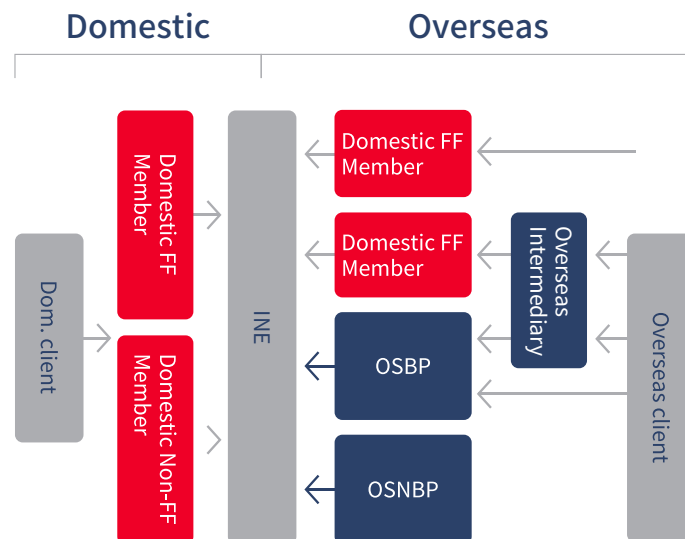 Domestic
Overseas
Dom. client
Domestic FF
Member
Domestic Non-FF
Member
INE
Domestic FF
Member
Domestic FF
Member
OSBP
OSNBP
Overseas
Intermediary
Overseas client